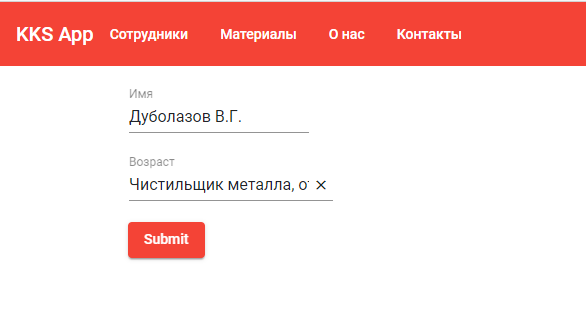 KKS App Сотрудники Материалы О нас Контакты
Имя
Дуболазов В.Г.
Возраст
Чистильщик металла,
Submit